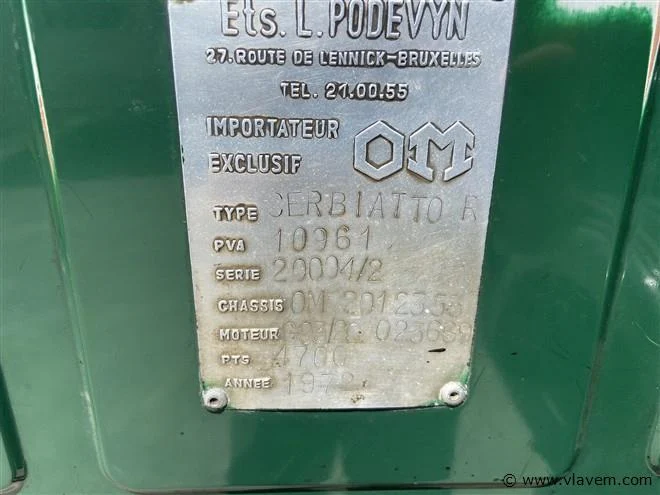 Ets. L. PODEVYN
27. ROUTE DE LENNICK-BRUXELLES
TEL. 21.00.55
IMPORTATEUR
EXCLUSIF OM
TYPE CERBIATTO R
PVA 10961
SERIE 20004/2
CHASSIS OM
MOTEUR
PTS 4700
ANNEE
© www.vlavem.com